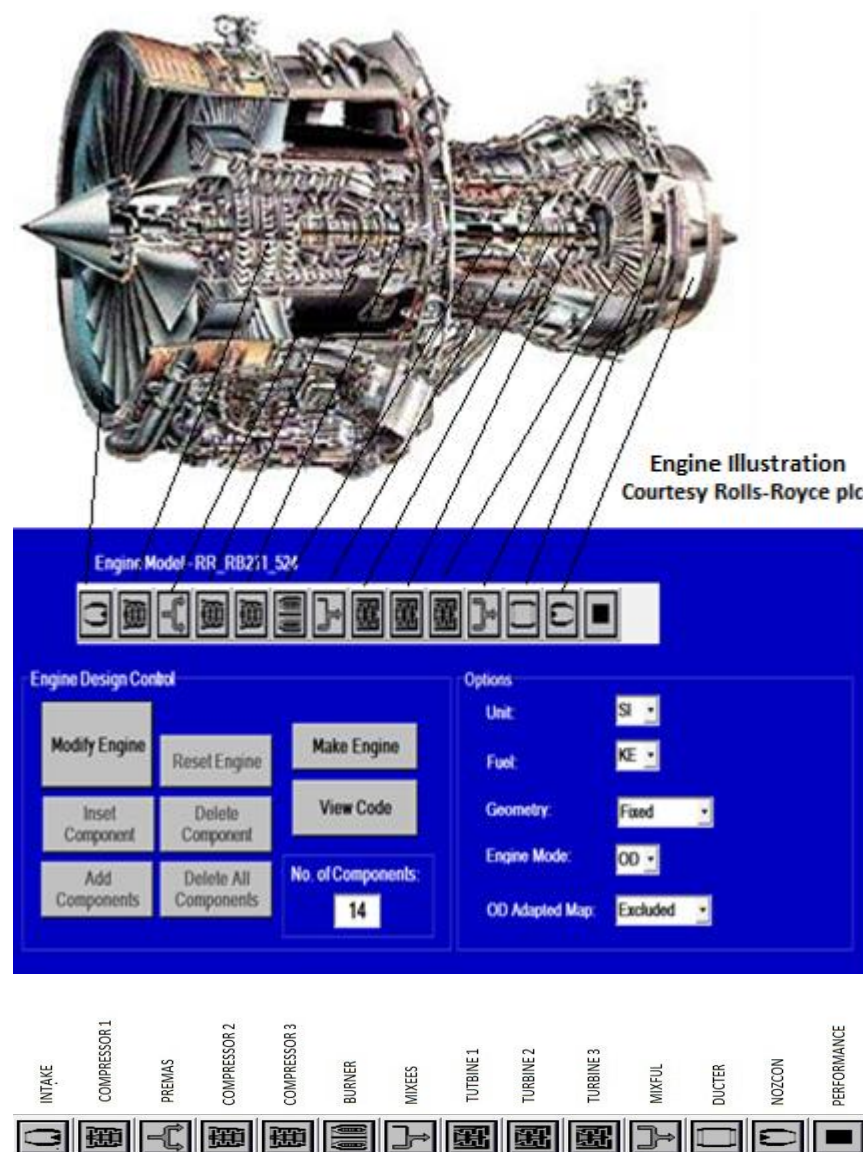 Engine Illustration
Courtesy Rolls-Royce plc
Engine Model - RR_RB211_524
Engine Design Control
Modify Engine
Reset Engine
Make Engine
Inset
Component
Delete
Component
View Code
Add
Components
Delete All
Components
No. of Components:
14
Options
Unit:
SI
Fuel:
KE
Geometry:
Fixed
Engine Mode:
OD
OD Adapted Map:
Excluded
INTAKE
COMPRESSOR 1
PREMAS
COMPRESSOR 2
COMPRESSOR 3
BURNER
MIXEES
TUTBINE 1
TURBINE 2
TURBINE 3
MIXFUL
DUCTER
NOZCON
PERFORMANCE